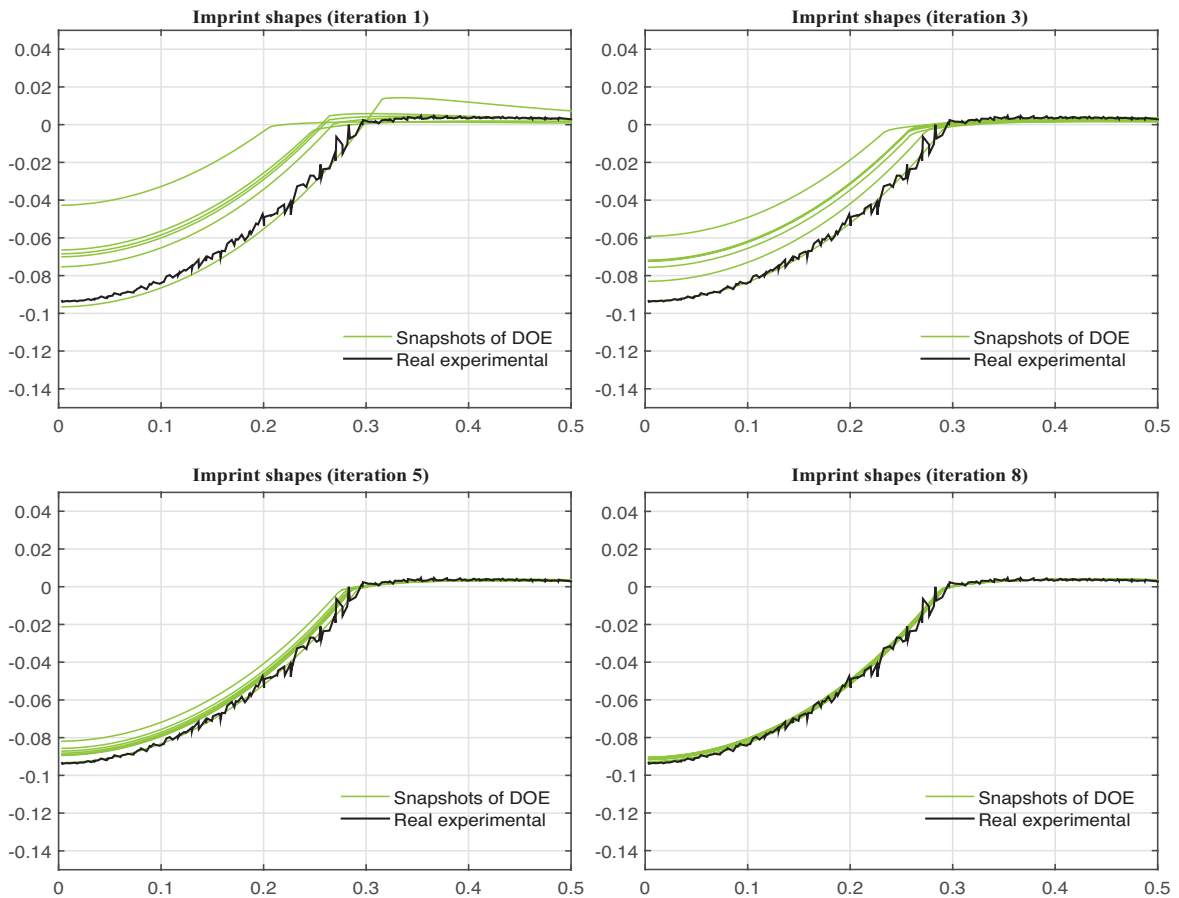 Imprint shapes (iteration 1)
0.04
0.02
0
-0.02
-0.04
-0.06
-0.08
-0.1
-0.12
-0.14
Snapshots of DOE
Real experimental
0 0.1 0.2 0.3 0.4 0.5
Imprint shapes (iteration 3)
0.04
0.02
0
-0.02
-0.04
-0.06
-0.08
-0.1
-0.12
-0.14
Snapshots of DOE
Real experimental
0 0.1 0.2 0.3 0.4 0.5
Imprint shapes (iteration 5)
0.04
0.02
0
-0.02
-0.04
-0.06
-0.08
-0.1
-0.12
-0.14
Snapshots of DOE
Real experimental
0 0.1 0.2 0.3 0.4 0.5
Imprint shapes (iteration 8)
0.04
0.02
0
-0.02
-0.04
-0.06
-0.08
-0.1
-0.12
-0.14
Snapshots of DOE
Real experimental
0 0.1 0.2 0.3 0.4 0.5